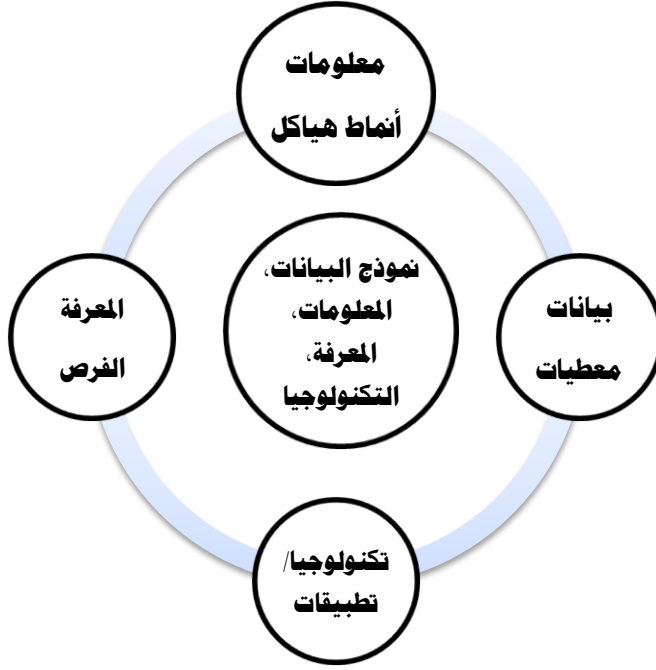 معلومات
أنماط هياكل
نموذج البيانات،
المعلومات،
المعرفة،
التكنولوجيا
بيانات
معطيات
المعرفة
الفرص
تكنولوجيا/
تطبيقات